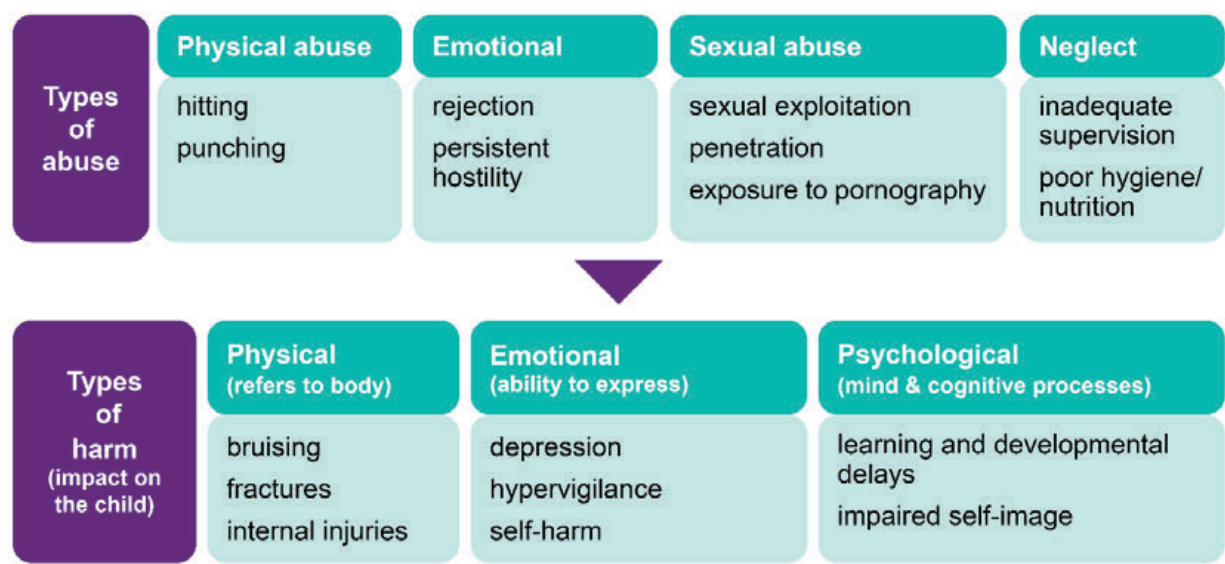 Types
of
abuse
Physical abuse
hitting
punching
Emotional
rejection
persistent
hostility
Sexual abuse
sexual exploitation
penetration
exposure to pornography
Neglect
inadequate
supervision
poor hygiene/
nutrition
Types
of
harm
(impact on
the child)
Physical
(refers to body)
bruising
fractures
internal injuries
Emotional
(ability to express)
depression
hypervigilance
self-harm
Psychological
(mind & cognitive processes)
learning and developmental
delays
impaired self-image